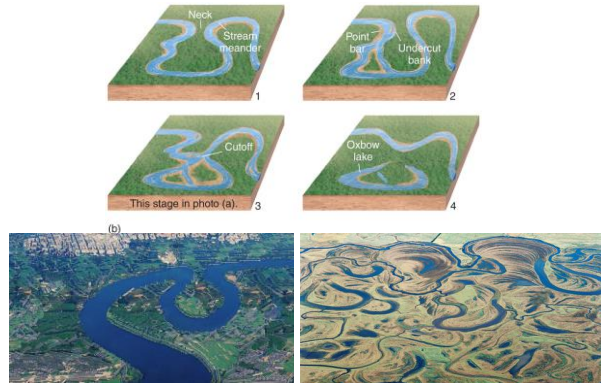 Neck
Stream
meander
1
Point
bar
Undercut
bank
2
Cutoff
This stage in photo (a).
3
Oxbow
lake
4
(b)